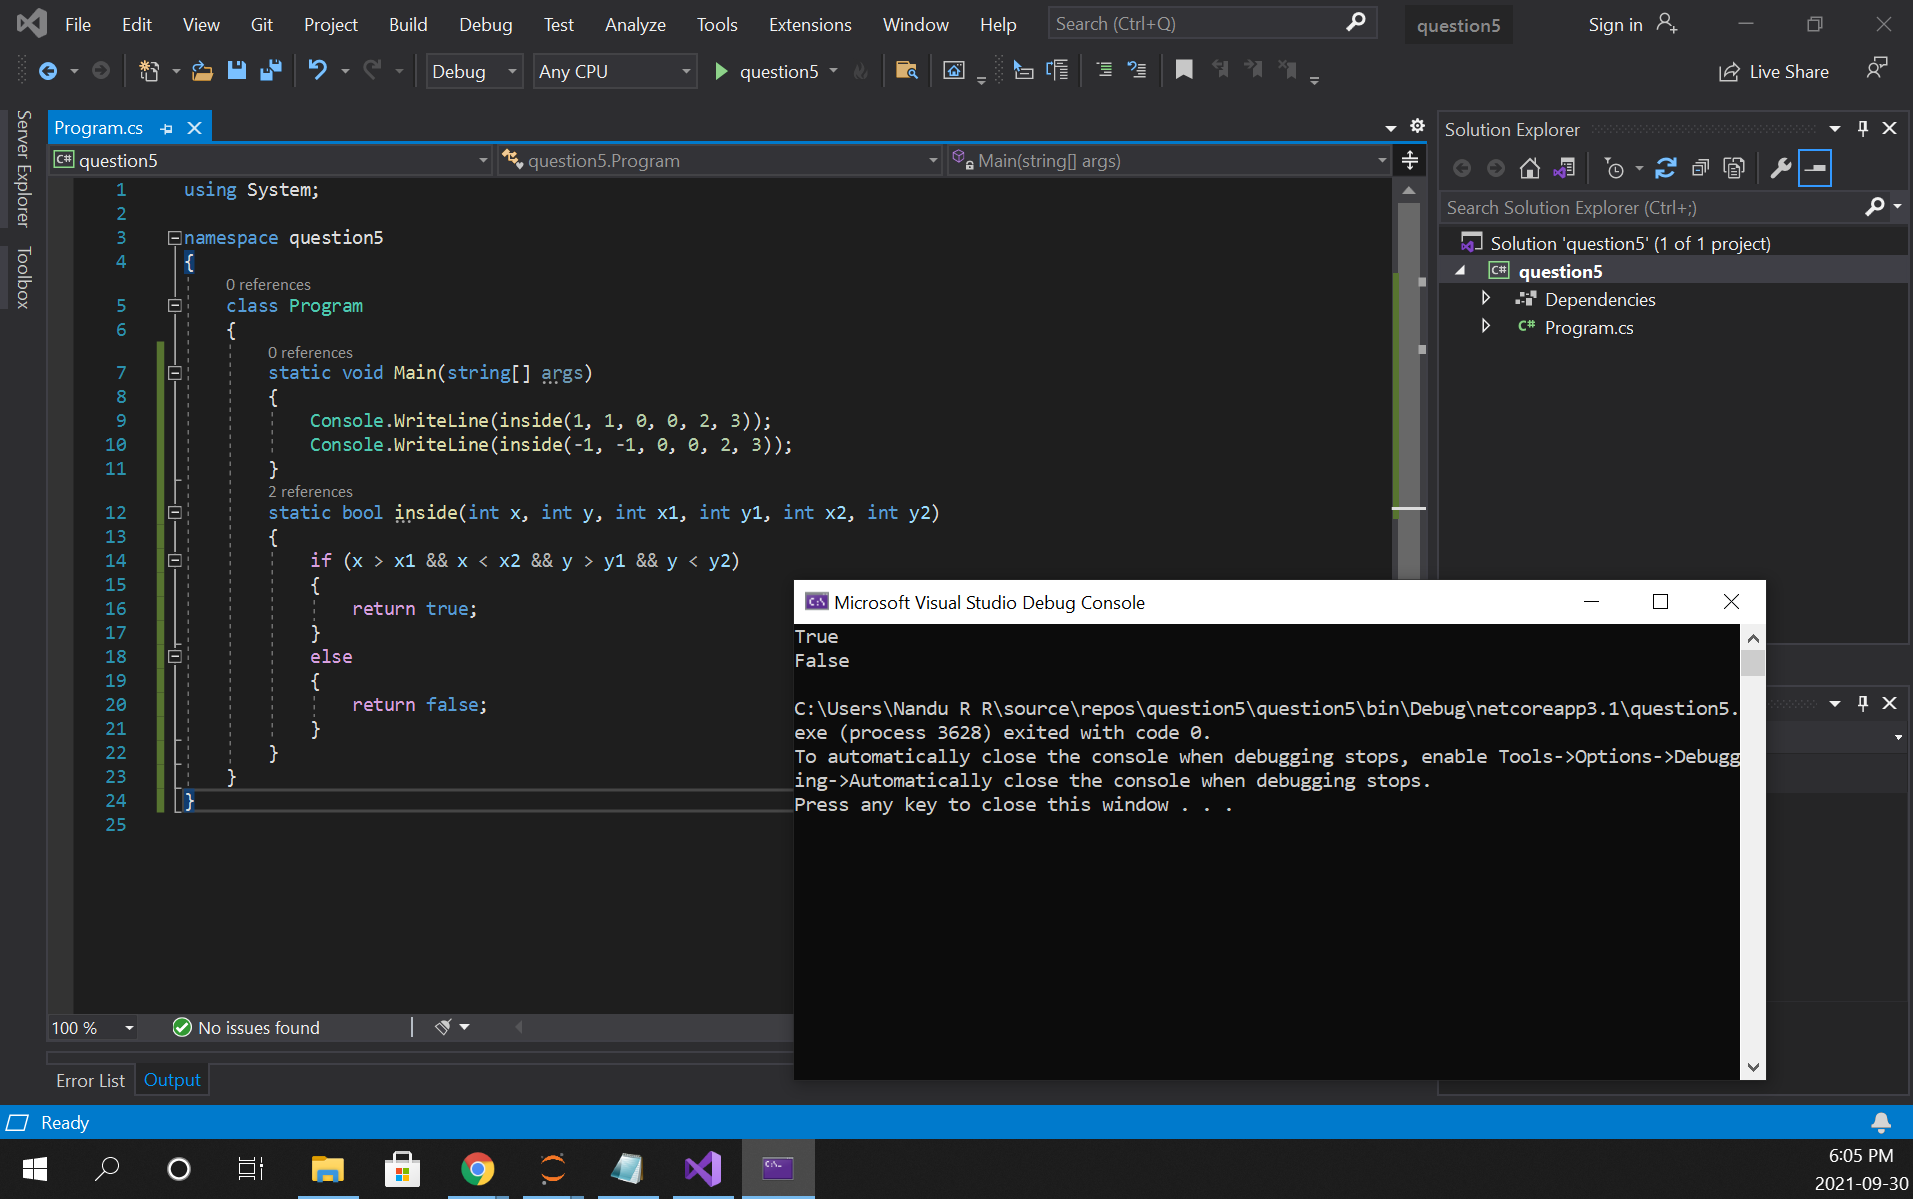 File Edit View Git Project Build Debug Test Analyze Tools Extensions Window Help Search (Ctrl+Q) question5 Sign in
Debug Any CPU question5 Live Share
Server Explorer
Toolbox
Program.cs
C# question5 question5.Program Main(string[] args)
1 using System;
2
3 namespace question5
4 {
0 references
5 class Program
6 {
0 references
7 static void Main(string[] args)
8 {
9 Console.WriteLine(inside(1, 1, 0, 0, 2, 3));
10 Console.WriteLine(inside(-1, -1, 0, 0, 2, 3));
11 }
2 references
12 static bool inside(int x, int y, int x1, int y1, int x2, int y2)
13 {
14 if (x > x1 && x < x2 && y > y1 && y < y2)
15 {
16 return true;
17 }
18 else
19 {
20 return false;
21 }
22 }
23 }
24 }
25
100 % No issues found
Error List Output
Ready
Solution Explorer
Search Solution Explorer (Ctrl+;)
Solution 'question5' (1 of 1 project)
C# question5
Dependencies
C# Program.cs
C:\ Microsoft Visual Studio Debug Console
True
False
C:\Users\Nandu R R\source\repos\question5\question5\bin\Debug\netcoreapp3.1\question5.
exe (process 3628) exited with code 0.
To automatically close the console when debugging stops, enable Tools->Options->Debugg
ing->Automatically close the console when debugging stops.
Press any key to close this window . . .
6:05 PM
2021-09-30